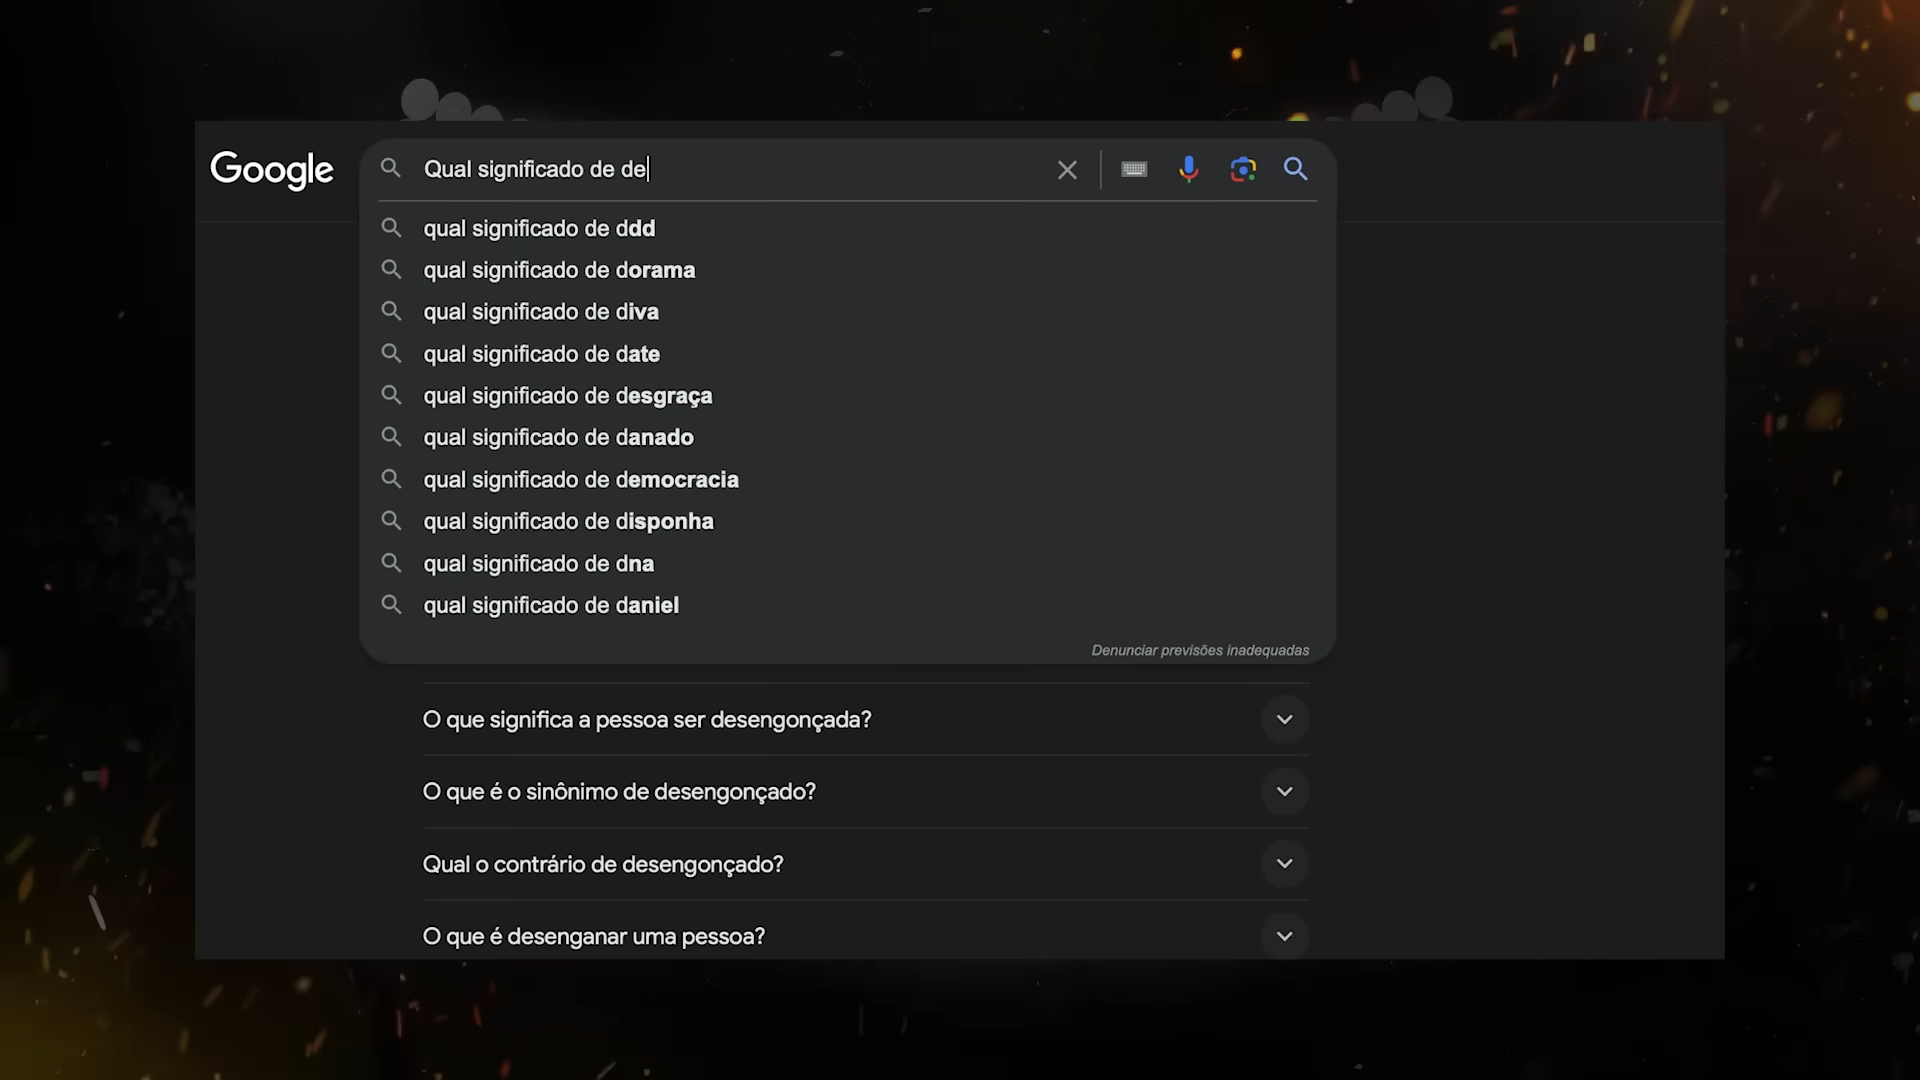 Google
Qual significado de de
qual significado de ddd
qual significado de dorama
qual significado de diva
qual significado de date
qual significado de desgraça
qual significado de danado
qual significado de democracia
qual significado de disponha
qual significado de dna
qual significado de daniel
Denunciar previsões inadequadas
O que significa a pessoa ser desengonçada?
O que é o sinônimo de desengonçado?
Qual o contrário de desengonçado?
O que é desenganar uma pessoa?